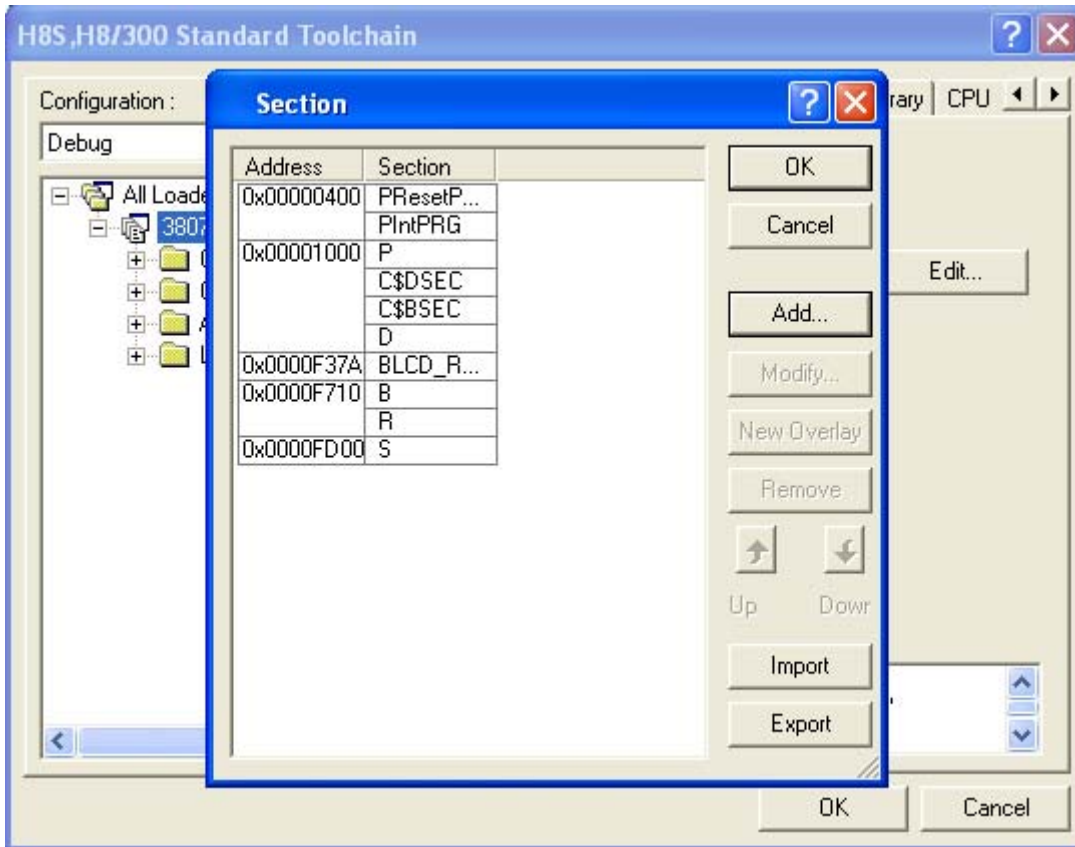 H8S,H8/300 Standard Toolchain
Configuration :
Debug
All Loade
3807
rary
CPU
Edit...
OK
Cancel
Section
Address Section
0x00000400 PResetP...
PIntPRG
0x00001000 P
C$DSEC
C$BSEC
D
0x0000F37A BLCD_R...
0x0000F710 B
R
0x0000FD00 S
OK
Cancel
Add...
Modify...
New Overlay
Remove
Up Down
Import
Export